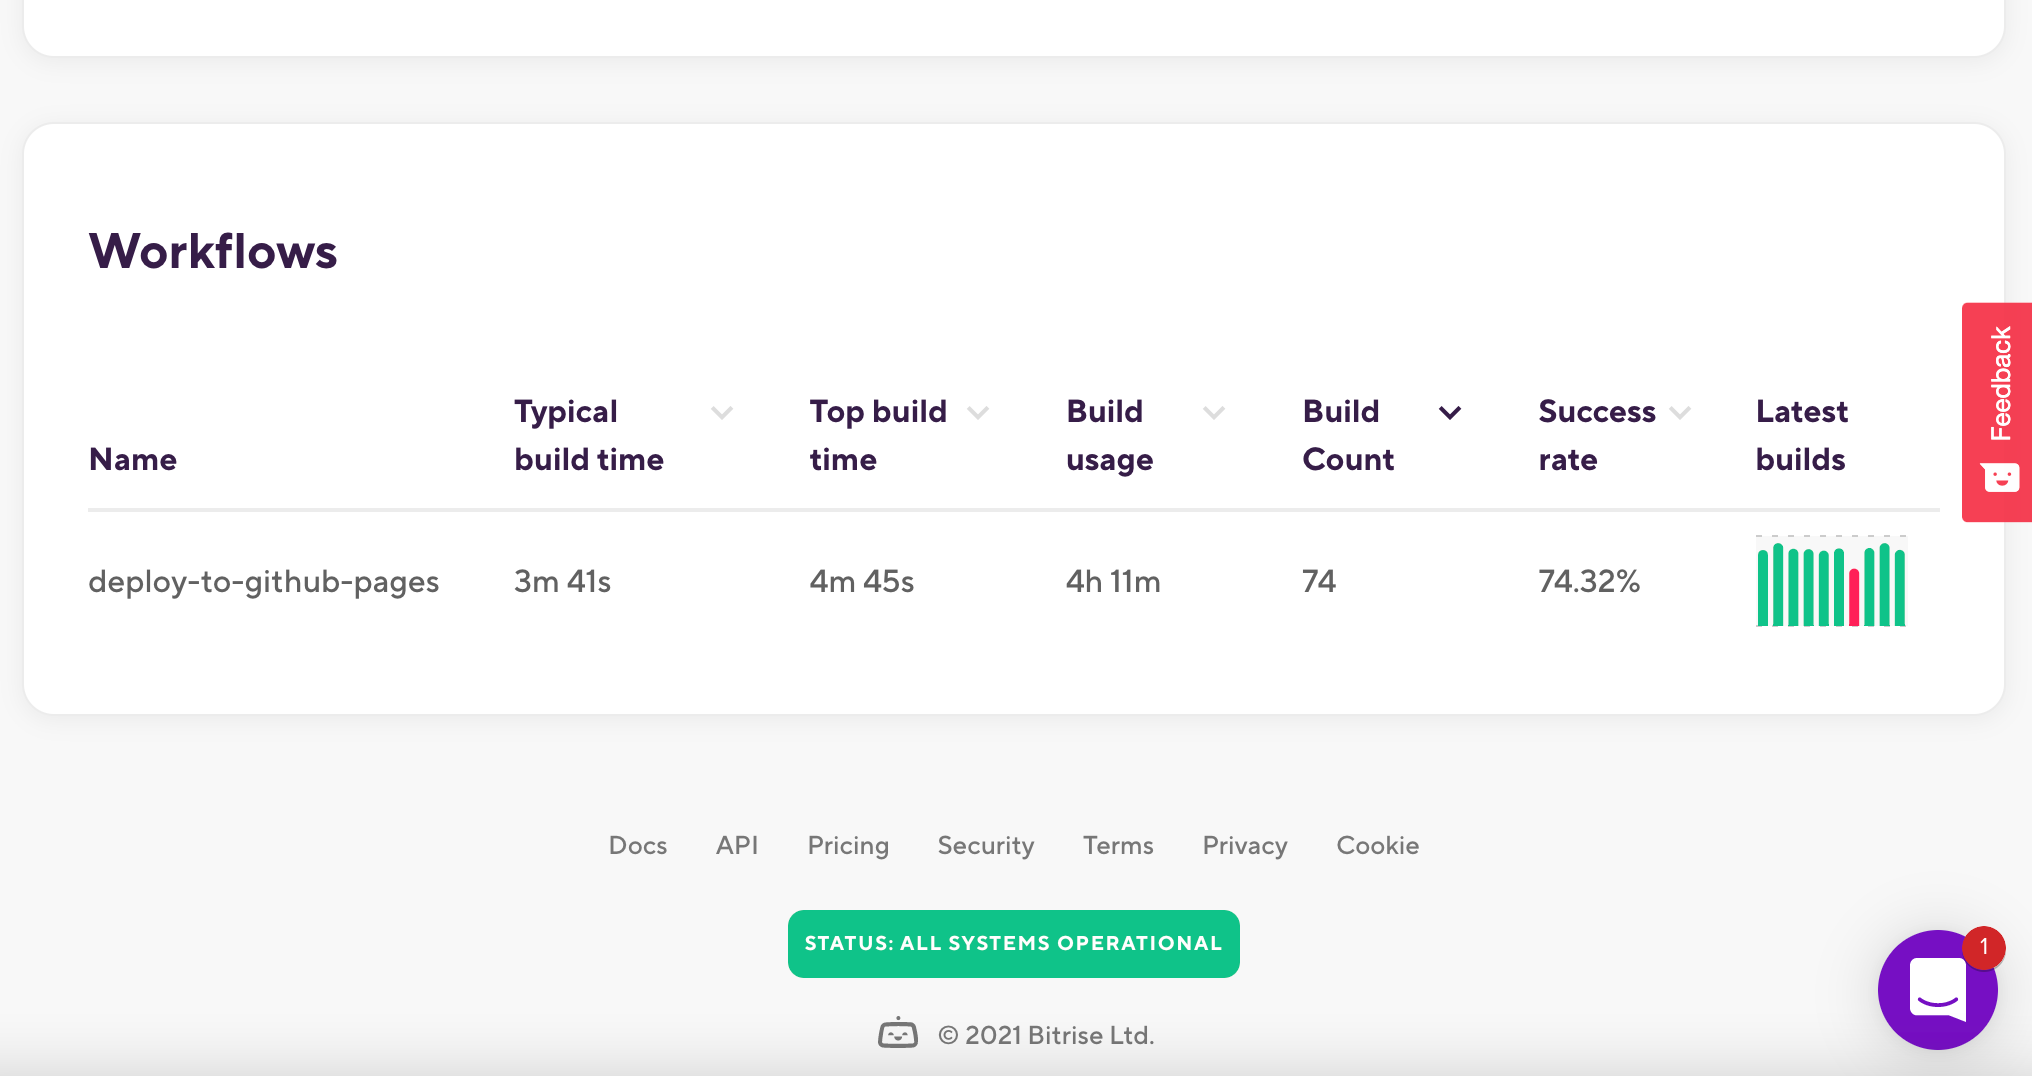 Workflows
Name
Typical
build time
Top build
time
Build
usage
Build
Count
Success
rate
Latest
builds
deploy-to-github-pages 3m 41s 4m 45s 4h 11m 74 74.32%
Feedback
Docs API Pricing Security Terms Privacy Cookie
STATUS: ALL SYSTEMS OPERATIONAL
1
© 2021 Bitrise Ltd.